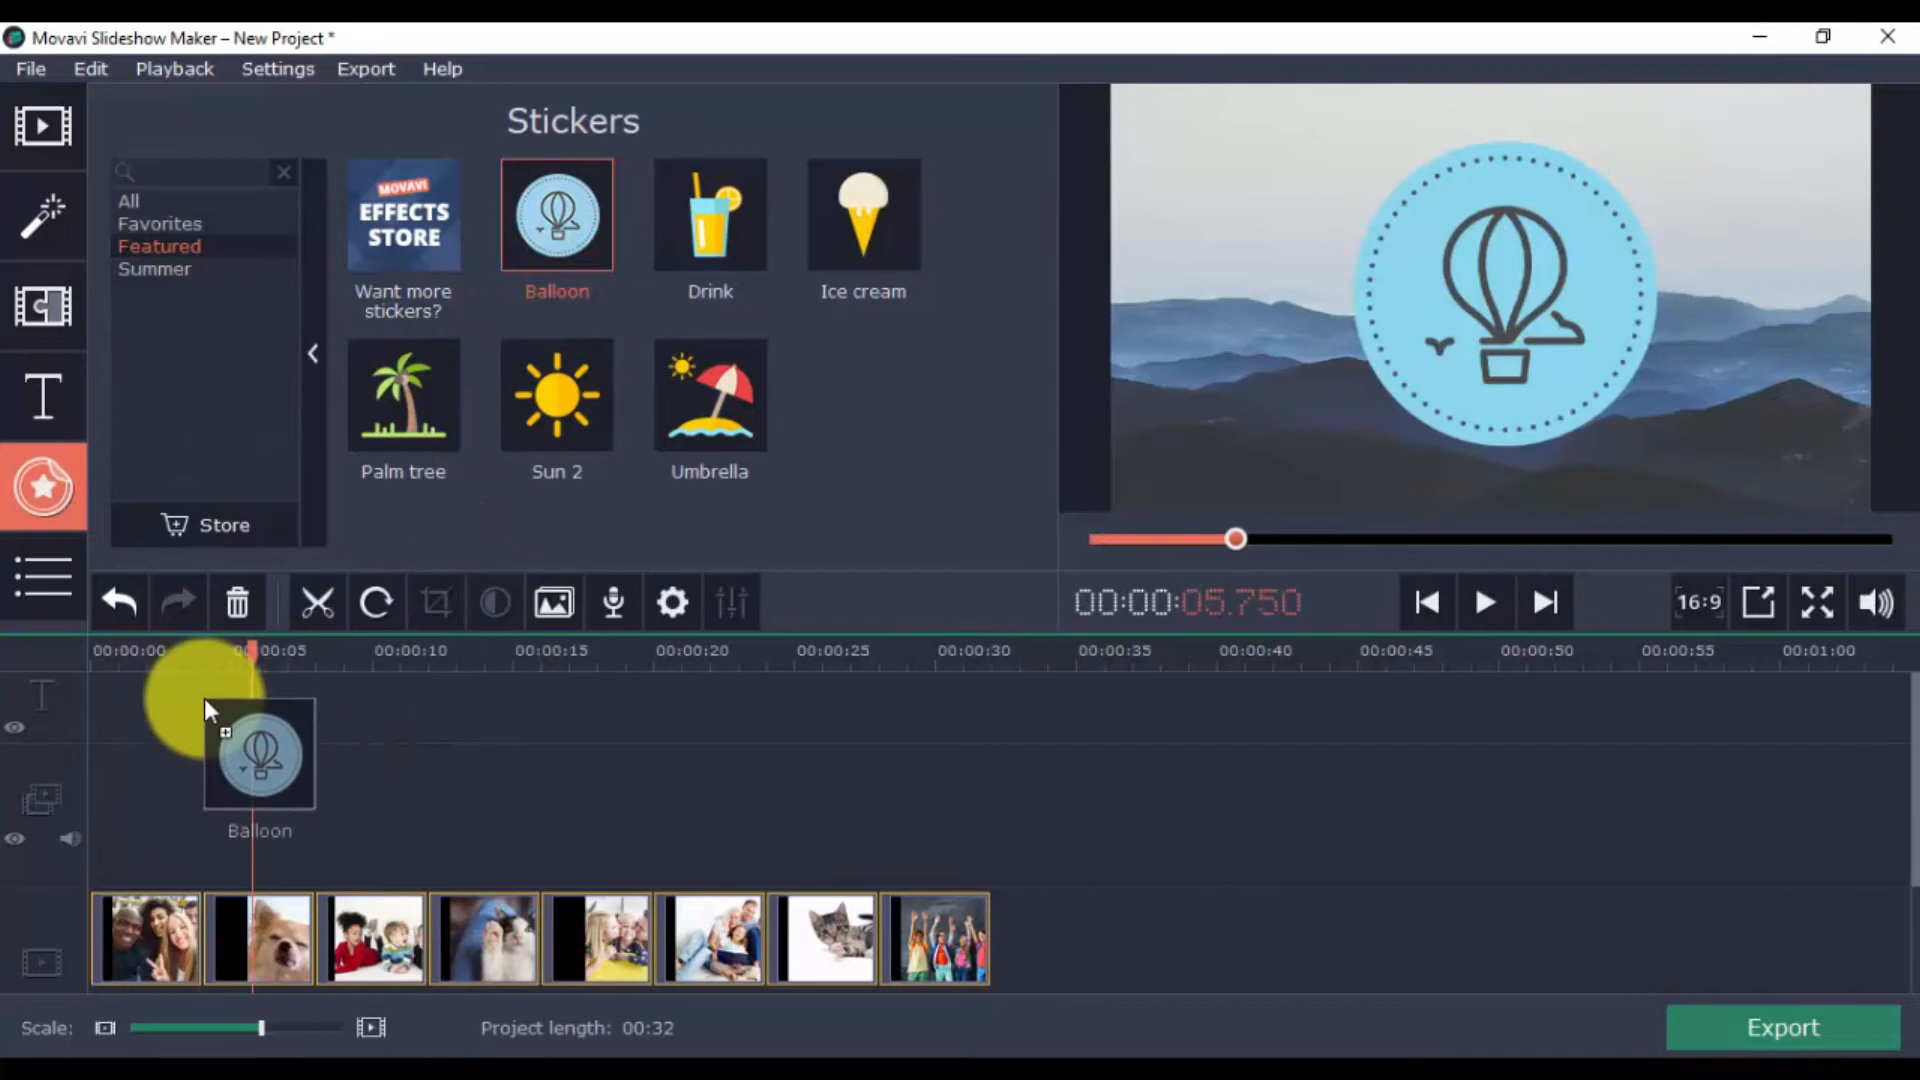 Movavi Slideshow Maker – New Project *
File Edit Playback Settings Export Help
Stickers
All
Favorites
Featured
Summer
Store
MOVAVI
EFFECTS
STORE
Want more
stickers?
Balloon
Drink
Ice cream
Palm tree
Sun 2
Umbrella
00:00:05.750
16:9
00:00:00 00:00:05 00:00:10 00:00:15 00:00:20 00:00:25 00:00:30 00:00:35 00:00:40 00:00:45 00:00:50 00:00:55 00:01:00
T
Balloon
Scale:
Project length: 00:32
Export